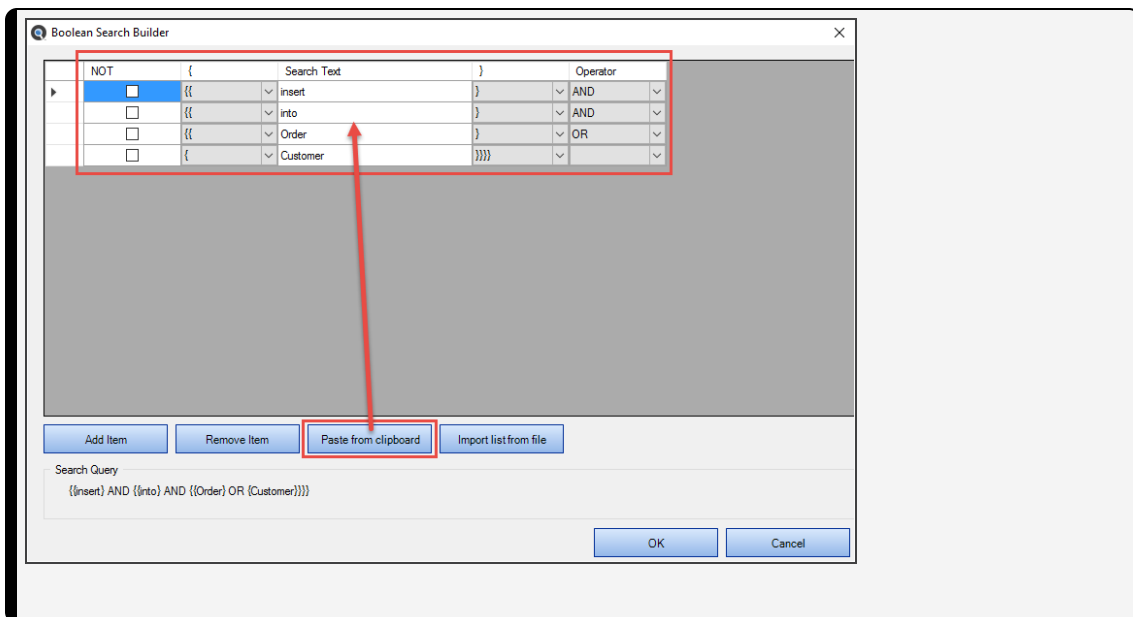 Boolean Search Builder
NOT { Search Text } Operator
{{ insert } AND
{{ into } AND
{{ Order } OR
{ Customer }}}}
Add Item Remove Item Paste from clipboard Import list from file
Search Query
{{insert} AND {{into} AND {{Order} OR {Customer}}}}
OK Cancel